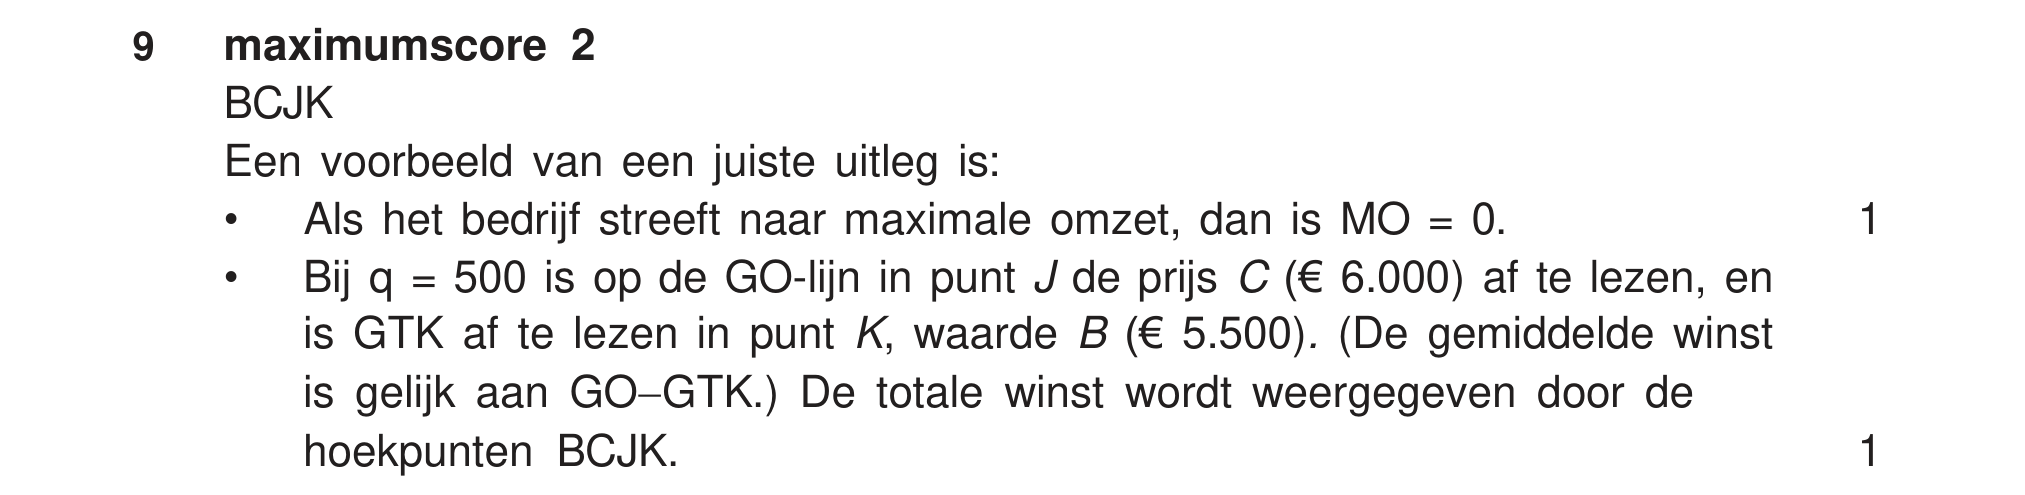 9 maximumscore 2
BCJK
Een voorbeeld van een juiste uitleg is:
• Als het bedrijf streeft naar maximale omzet, dan is MO = 0. 1
• Bij q = 500 is op de GO-lijn in punt J de prijs C (€ 6.000) af te lezen, en
is GTK af te lezen in punt K, waarde B (€ 5.500). (De gemiddelde winst
is gelijk aan GO–GTK.) De totale winst wordt weergegeven door de
hoekpunten BCJK. 1